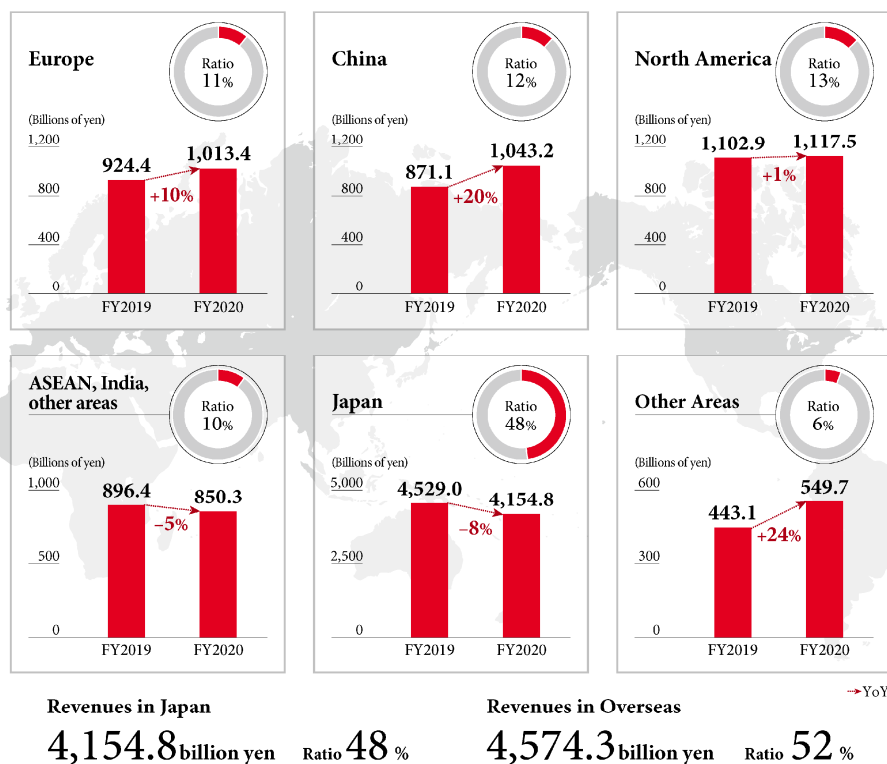 Europe
Ratio
11%
(Billions of yen)
1,200
800
400
0
924.4
1,013.4
+10%
FY2019
FY2020
China
Ratio
12%
(Billions of yen)
1,200
800
400
0
871.1
1,043.2
+20%
FY2019
FY2020
North America
Ratio
13%
(Billions of yen)
1,200
800
400
0
1,102.9
1,117.5
+1%
FY2019
FY2020
ASEAN, India,
other areas
Ratio
10%
(Billions of yen)
1,000
500
0
896.4
850.3
–5%
FY2019
FY2020
Japan
Ratio
48%
(Billions of yen)
5,000
2,500
0
4,529.0
4,154.8
–8%
FY2019
FY2020
Other Areas
Ratio
6%
(Billions of yen)
600
300
0
443.1
549.7
+24%
FY2019
FY2020
YoY
Revenues in Japan
4,154.8 billion yen Ratio 48 %
Revenues in Overseas
4,574.3 billion yen Ratio 52 %